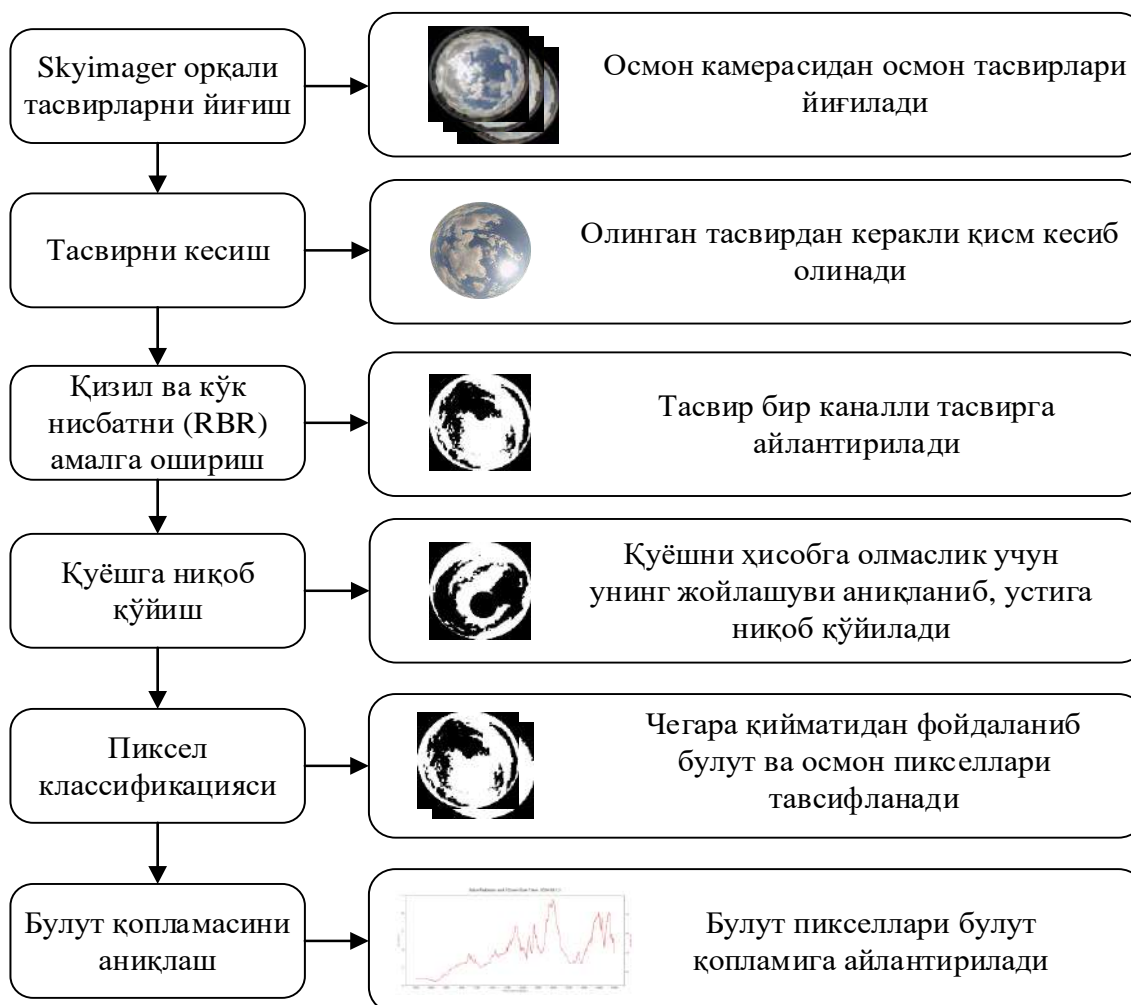 Skyimager орқали
тасвирларни йиғиш
Осмон камерасидан осмон тасвирлари
йиғилади
Тасвирни кесиш
Олинган тасвирдан керакли қисм кесиб
олинади
Қизил ва кўк
нисбатни (RBR)
амалга ошириш
Тасвир бир каналли тасвирга
айлантирилади
Қуёшга ниқоб
қўйиш
Қуёшни ҳисобга олмаслик учун
унинг жойлашуви аниқланиб, устига
ниқоб қўйилади
Пиксел
классификацияси
Чегара қийматидан фойдаланиб
булут ва осмон пикселлари
тавсифланади
Булут қопламасини
аниқлаш
Булут пикселлари булут
қопламига айлантирилади